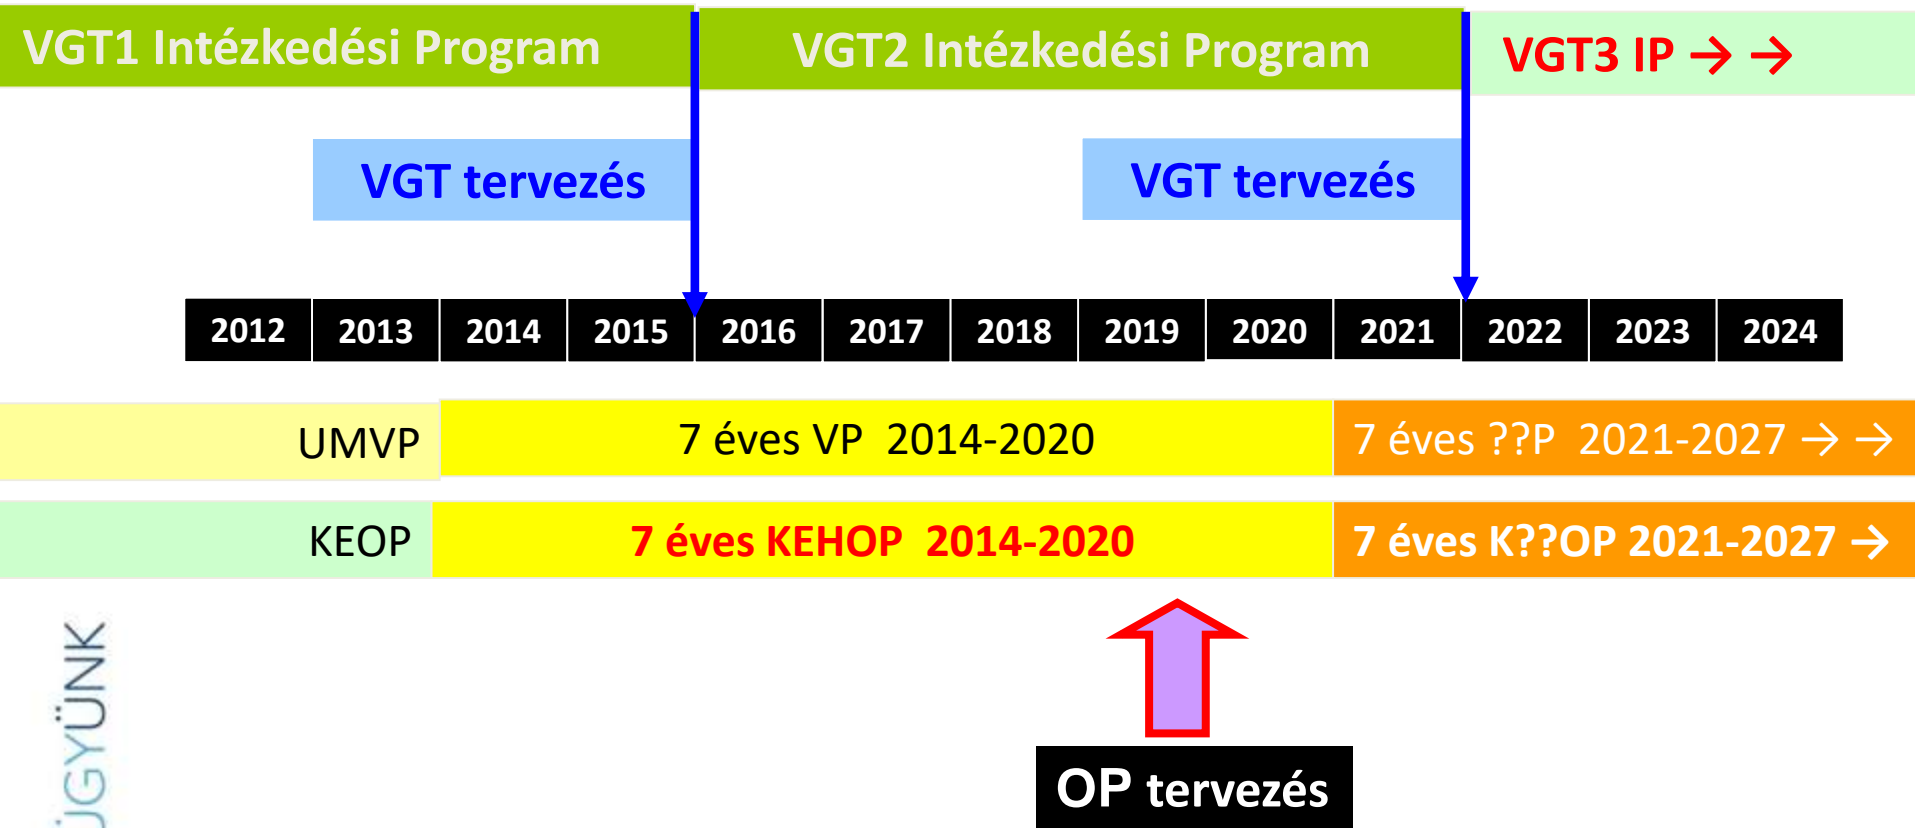 VGT1 Intézkedési Program
VGT2 Intézkedési Program
VGT3 IP → →
VGT tervezés
VGT tervezés
2012 2013 2014 2015 2016 2017 2018 2019 2020 2021 2022 2023 2024
UMVP
7 éves VP 2014-2020
7 éves ??P 2021-2027 → →
KEOP
7 éves KEHOP 2014-2020
7 éves K??OP 2021-2027 →
OP tervezés
ÜGYÜNK